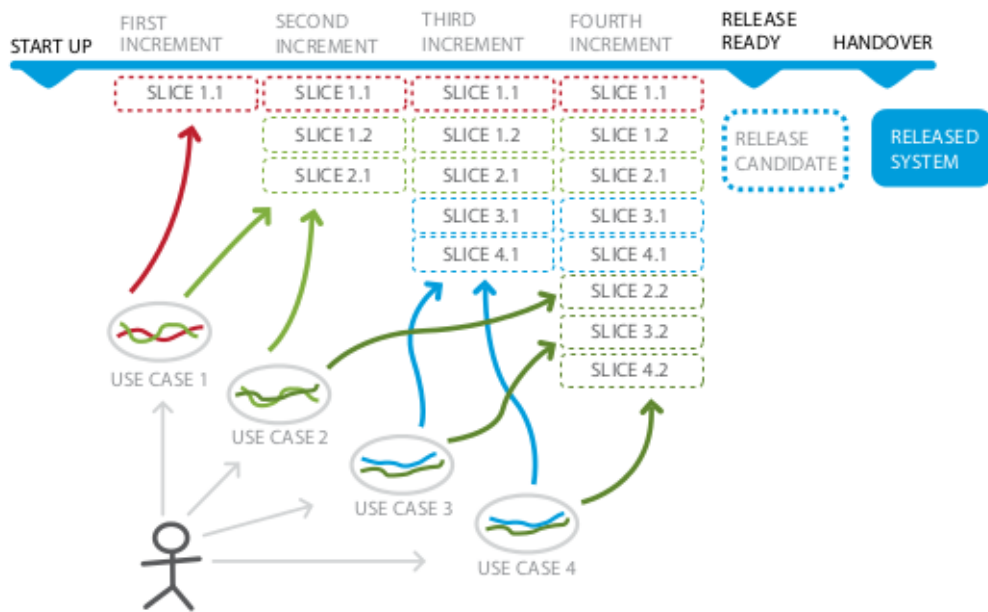 START UP
FIRST
INCREMENT
SECOND
INCREMENT
THIRD
INCREMENT
FOURTH
INCREMENT
RELEASE
READY
HANDOVER
SLICE 1.1
SLICE 1.1
SLICE 1.1
SLICE 1.1
SLICE 1.2
SLICE 1.2
SLICE 1.2
SLICE 2.1
SLICE 2.1
SLICE 2.1
SLICE 3.1
SLICE 3.1
SLICE 4.1
SLICE 4.1
SLICE 2.2
SLICE 3.2
SLICE 4.2
RELEASE
CANDIDATE
RELEASED
SYSTEM
USE CASE 1
USE CASE 2
USE CASE 3
USE CASE 4